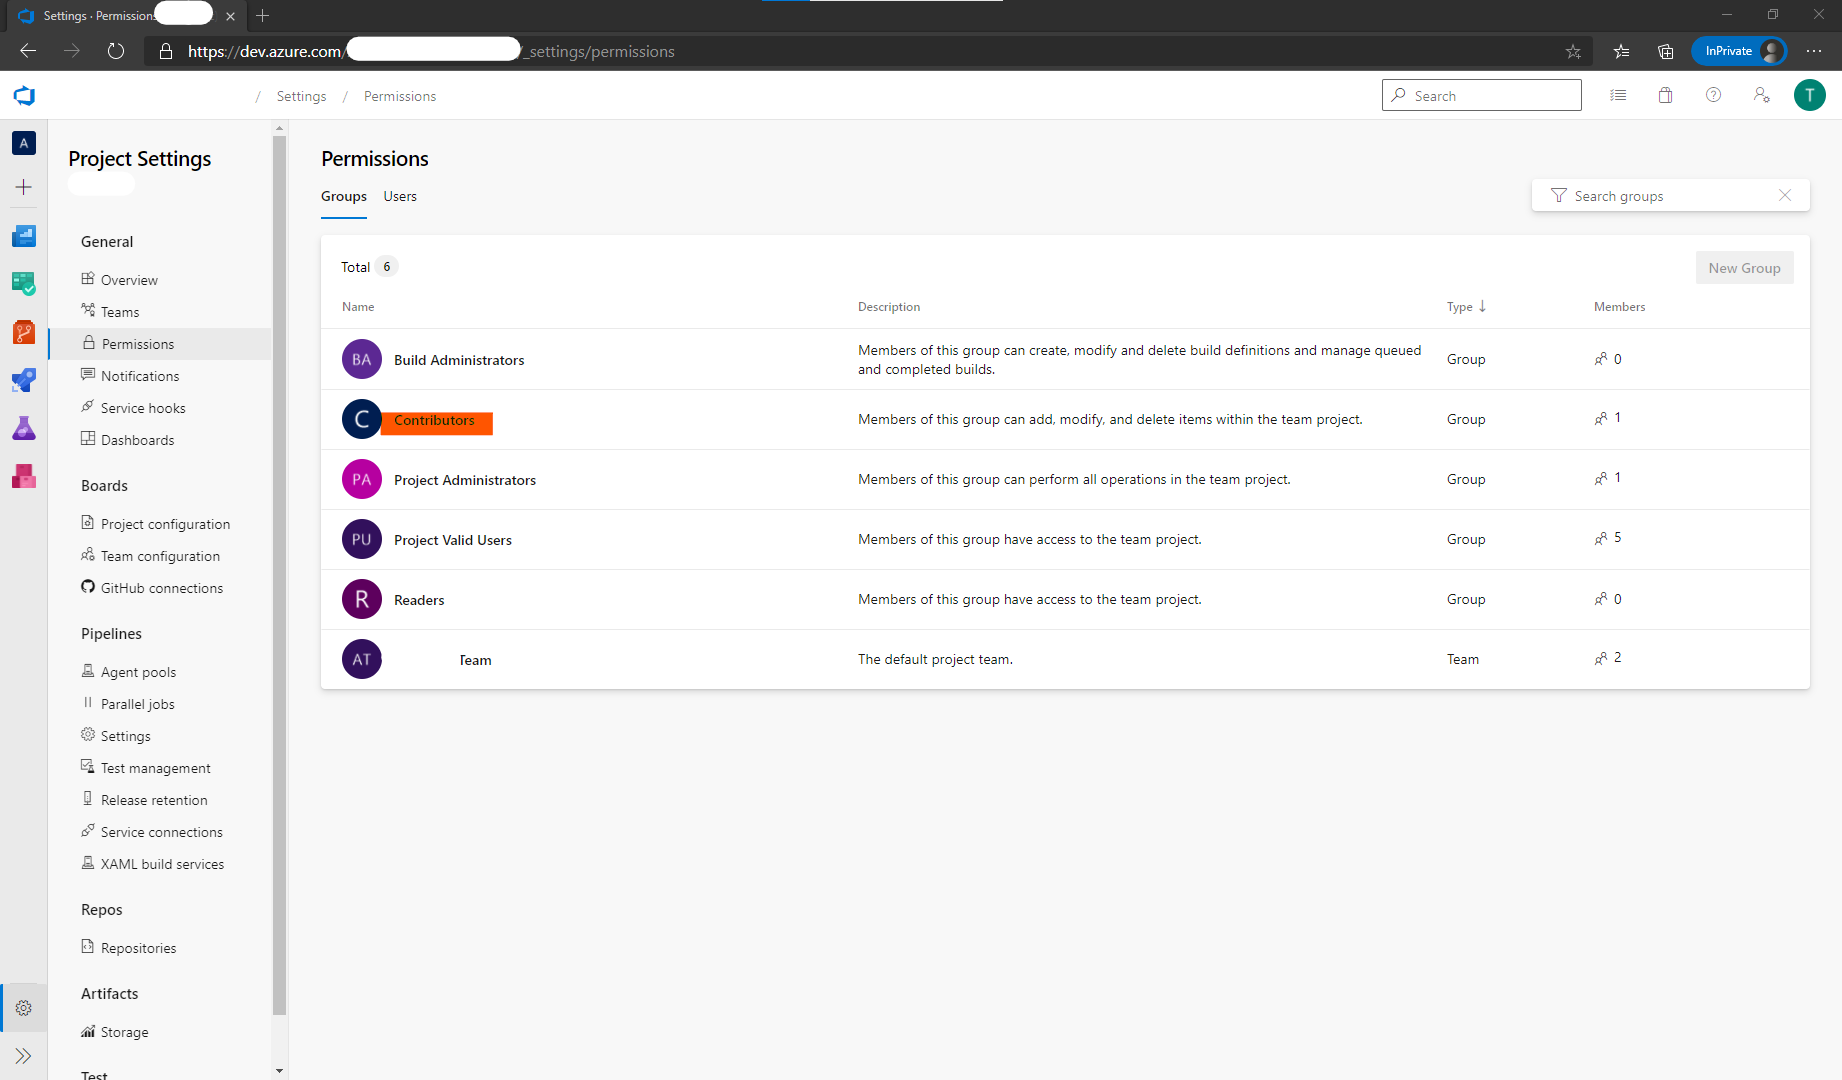 Settings · Permissions
https://dev.azure.com/ _settings/permissions
InPrivate
/ Settings / Permissions
Search
T
A
Project Settings
General
Overview
Teams
Permissions
Notifications
Service hooks
Dashboards
Boards
Project configuration
Team configuration
GitHub connections
Pipelines
Agent pools
Parallel jobs
Settings
Test management
Release retention
Service connections
XAML build services
Repos
Repositories
Artifacts
Storage
Test
Permissions
Groups Users
Search groups
Total 6
New Group
Name Description Type ↓ Members
BA Build Administrators Members of this group can create, modify and delete build definitions and manage queued
and completed builds. Group 0
C Contributors Members of this group can add, modify, and delete items within the team project. Group 1
PA Project Administrators Members of this group can perform all operations in the team project. Group 1
PU Project Valid Users Members of this group have access to the team project. Group 5
R Readers Members of this group have access to the team project. Group 0
AT Team The default project team. Team 2